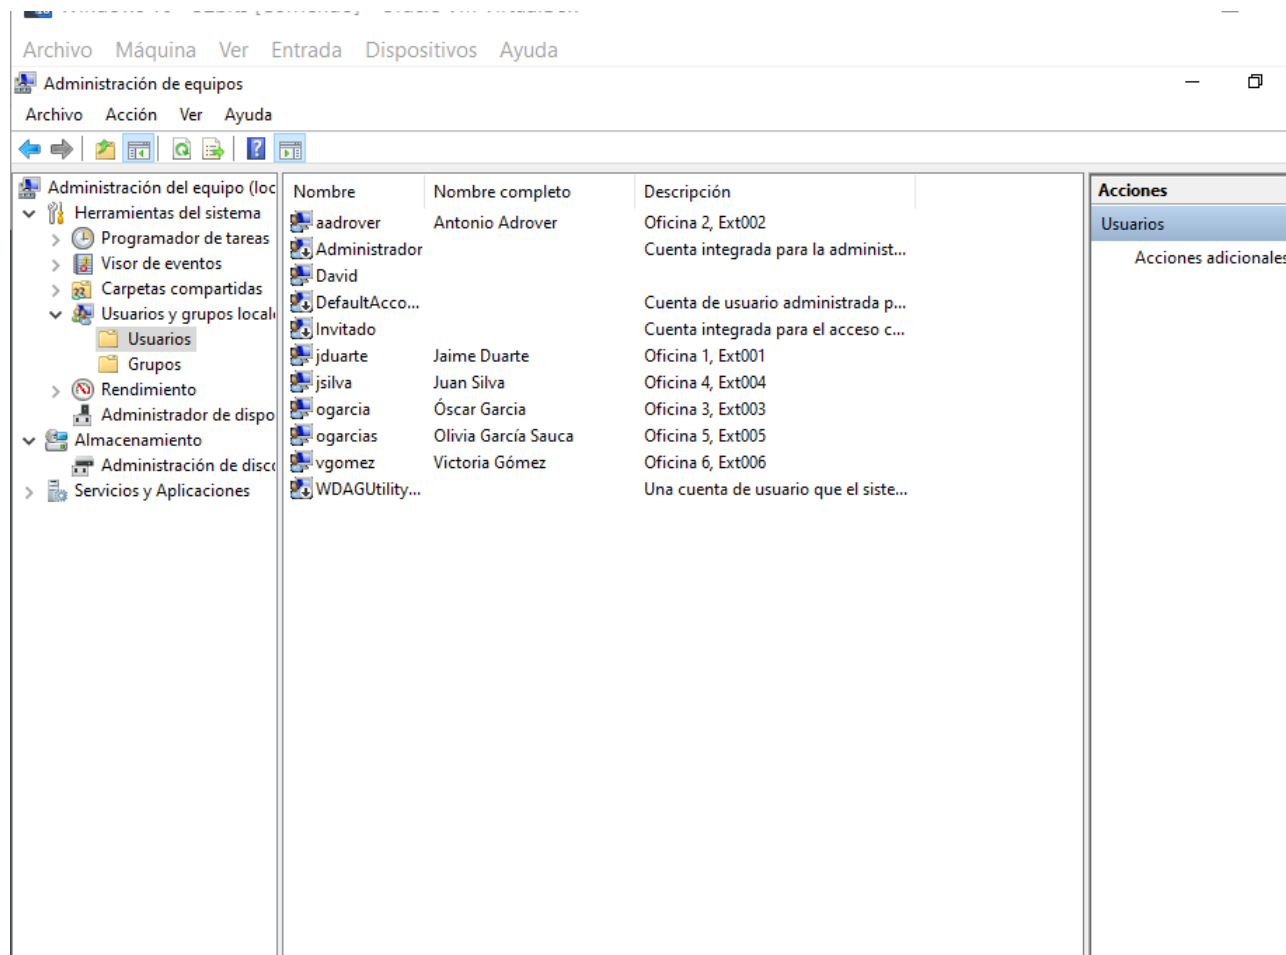 Archivo Máquina Ver Entrada Dispositivos Ayuda
Administración de equipos
Archivo Acción Ver Ayuda
Administración del equipo (loc
Herramientas del sistema
Programador de tareas
Visor de eventos
Carpetas compartidas
Usuarios y grupos local
Usuarios
Grupos
Rendimiento
Administrador de dispo
Almacenamiento
Administración de disc
Servicios y Aplicaciones
Nombre Nombre completo Descripción
aadrover Antonio Adrover Oficina 2, Ext002
Administrador Cuenta integrada para la administ...
David
DefaultAcco... Cuenta de usuario administrada p...
Invitado Cuenta integrada para el acceso c...
jduarte Jaime Duarte Oficina 1, Ext001
jsilva Juan Silva Oficina 4, Ext004
ogarcia Óscar Garcia Oficina 3, Ext003
ogarcias Olivia García Sauca Oficina 5, Ext005
vgomez Victoria Gómez Oficina 6, Ext006
WDAGUtility... Una cuenta de usuario que el siste...
Acciones
Usuarios
Acciones adicionales